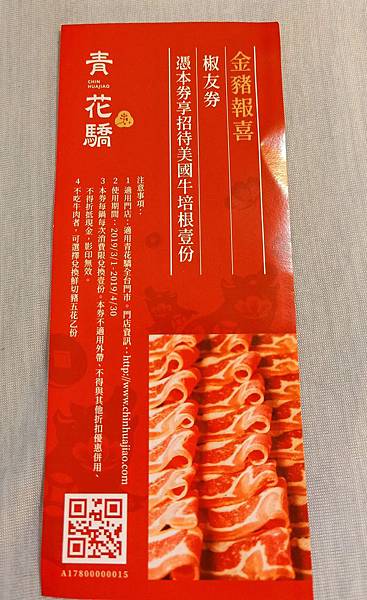 金豬報喜
椒友券
憑本券享招待美國牛培根壹份
青花驕
CHIN
HUAJIAO
注意事項：
1 適用門店：適用青花驕全台門市。門店資訊：http://www.chinhuajiao.com
2 使用期間：2019/3/1-2019/4/30
3 本券每鍋每次消費限兌換壹份。本券不適用外帶、不得與其他折扣優惠併用、
不得折抵現金，影印無效。
4 不吃牛肉者，可選擇兌換鮮切豬五花乙份
A17800000015